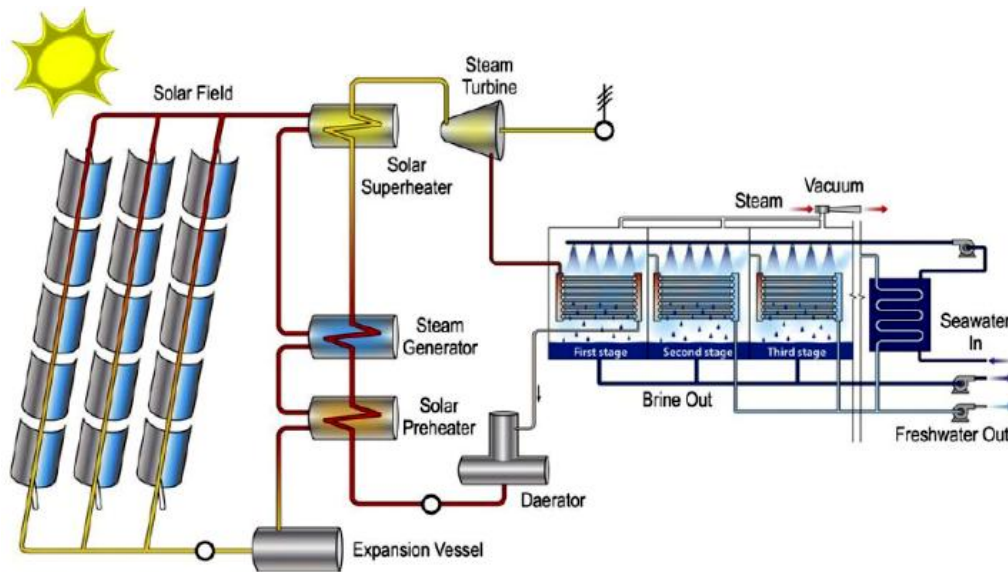 Solar Field
Steam
Turbine
Solar
Superheater
Steam
Vacuum
Steam
Generator
First stage
Second stage
Third stage
Seawater
In
Solar
Preheater
Brine Out
Freshwater Out
Daerator
Expansion Vessel